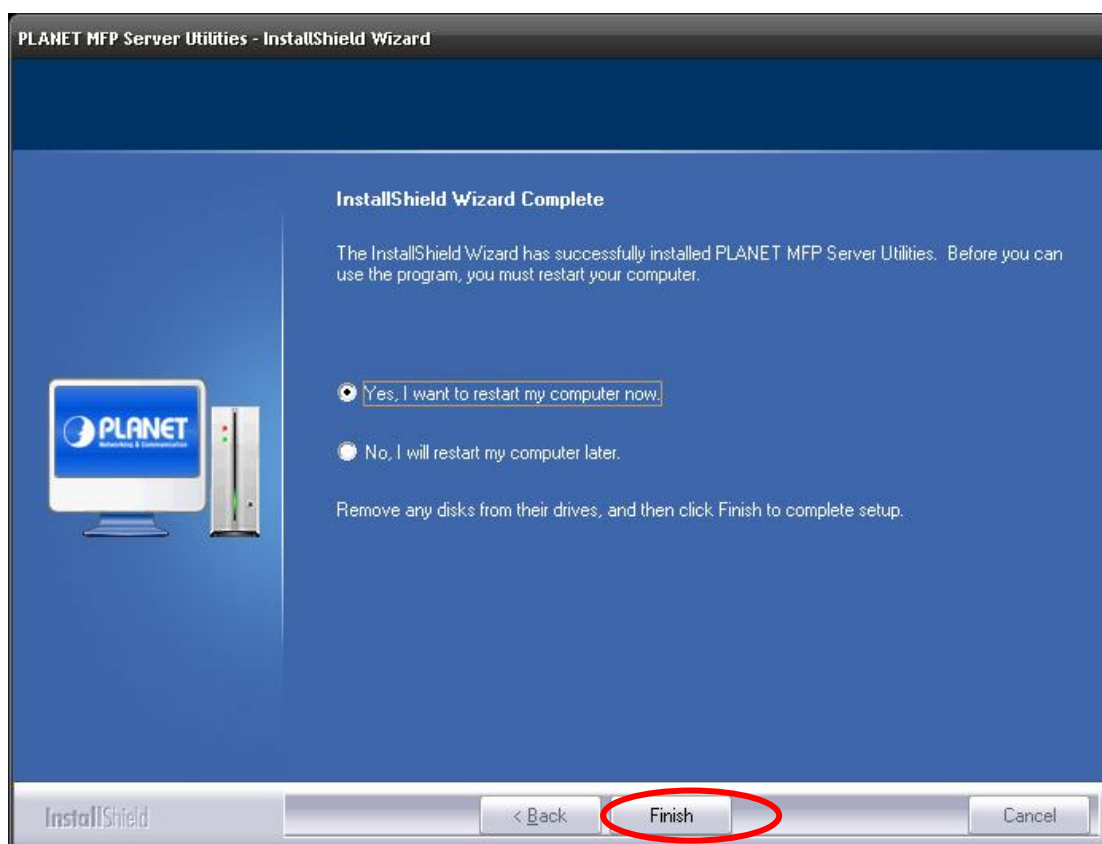 PLANET MFP Server Utilities - InstallShield Wizard
InstallShield Wizard Complete
The InstallShield Wizard has successfully installed PLANET MFP Server Utilities.  Before you can
use the program, you must restart your computer.
Yes, I want to restart my computer now.
PLANET
Networking & Communication
No, I will restart my computer later.
Remove any disks from their drives, and then click Finish to complete setup.
InstallShield
< Back
Finish
Cancel